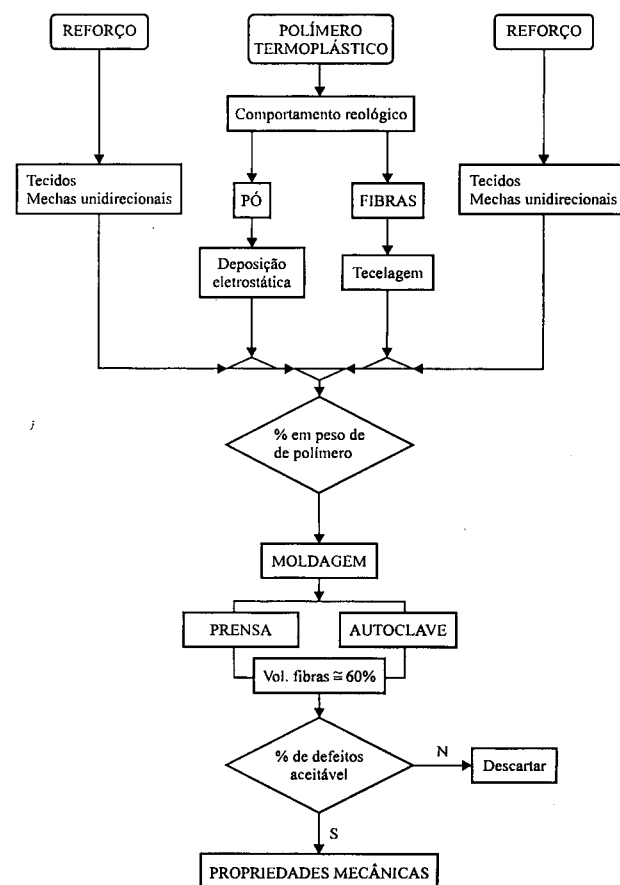 REFORÇO
POLÍMERO
TERMOPLÁSTICO
REFORÇO
Comportamento reológico
Tecidos
Mechas unidirecionais
PÓ
FIBRAS
Tecidos
Mechas unidirecionais
Deposição
eletrostática
Tecelagem
% em peso de
de polímero
MOLDAGEM
PRENSA
AUTOCLAVE
Vol. fibras ≅ 60%
% de defeitos
aceitável
N
Descartar
S
PROPRIEDADES MECÂNICAS